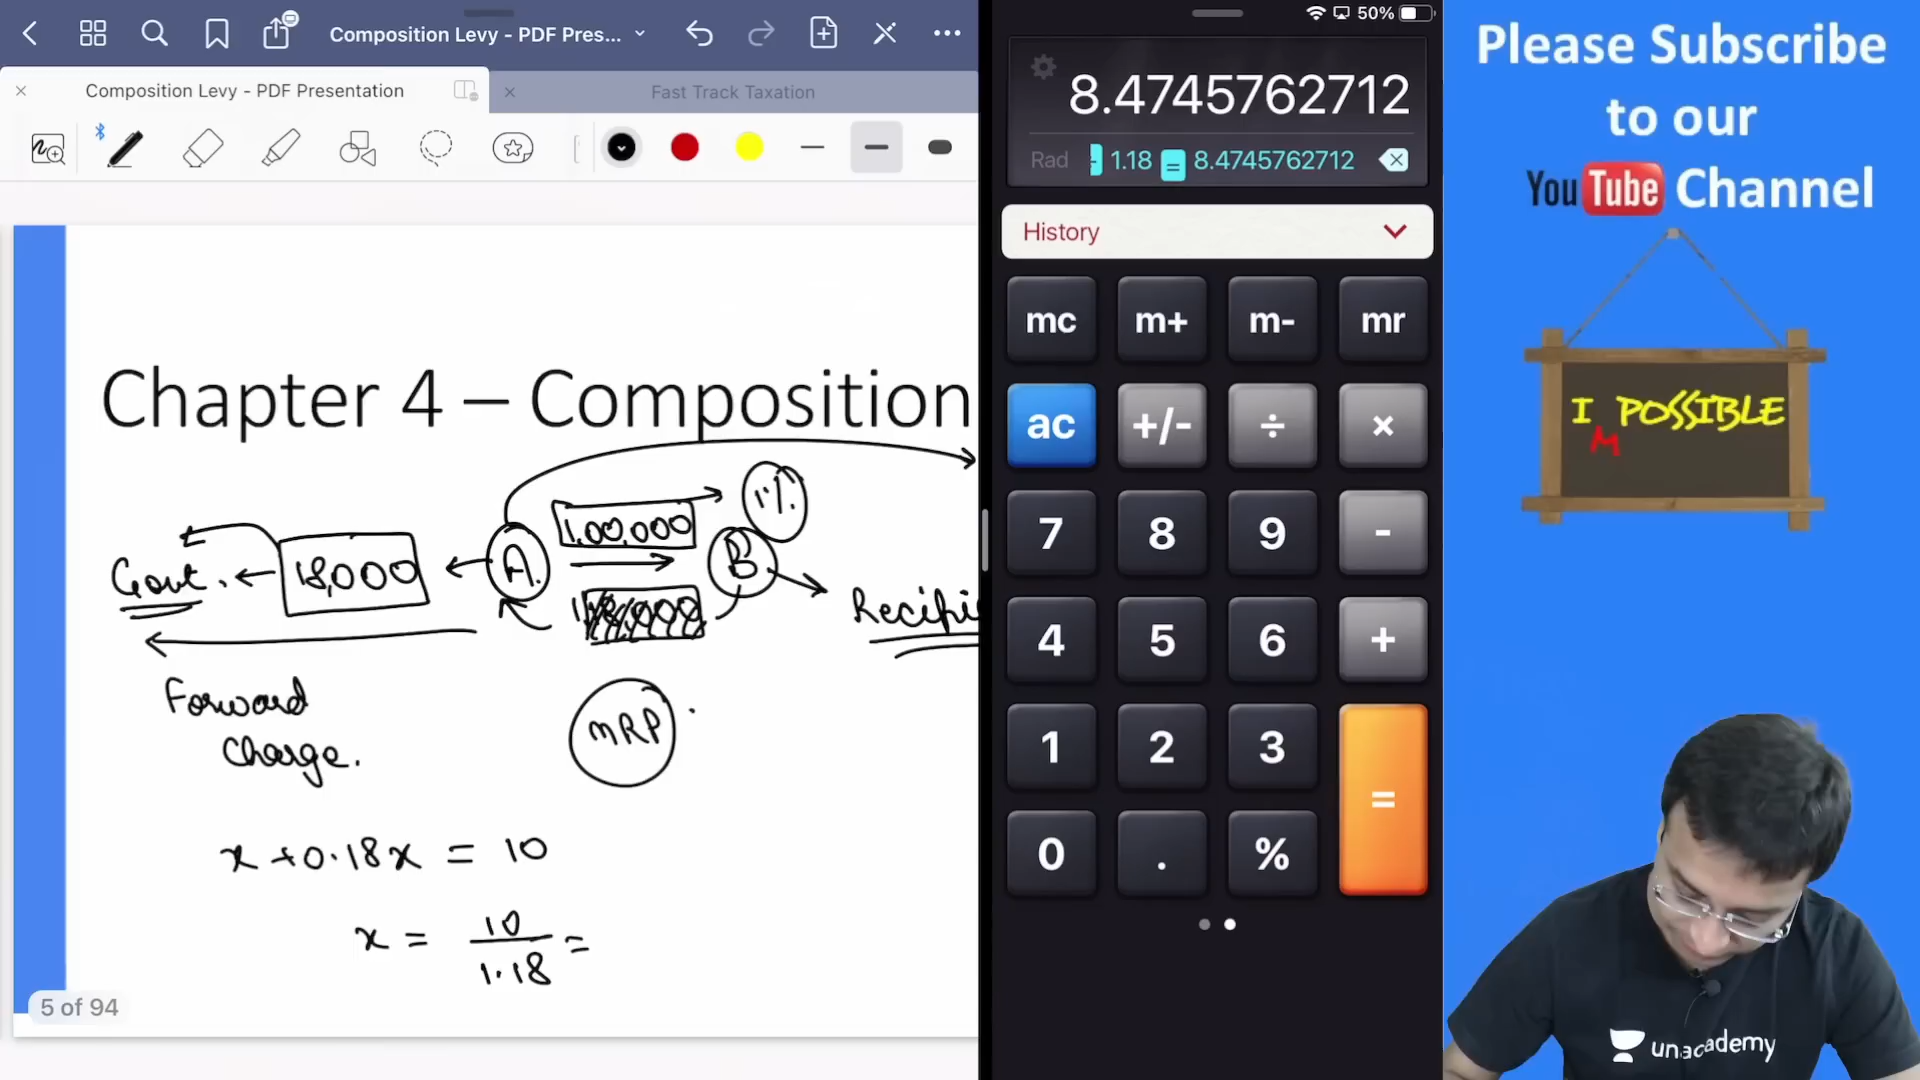 Composition Levy - PDF Pres...
Composition Levy - PDF Presentation
Fast Track Taxation
Chapter 4 – Composition
1,00,000
1%
A.
B
18,000
Govt.
Forward
Charge.
MRP
x + 0.18x = 10
x = 10
1.18 =
5 of 94
50%
8.4745762712
Rad 1.18 = 8.4745762712
History
mc m+ m- mr
ac +/- ÷ ×
7 8 9 -
4 5 6 +
1 2 3 =
0 . %
Please Subscribe
to our
YouTube Channel
I POSSIBLE
M
unacademy